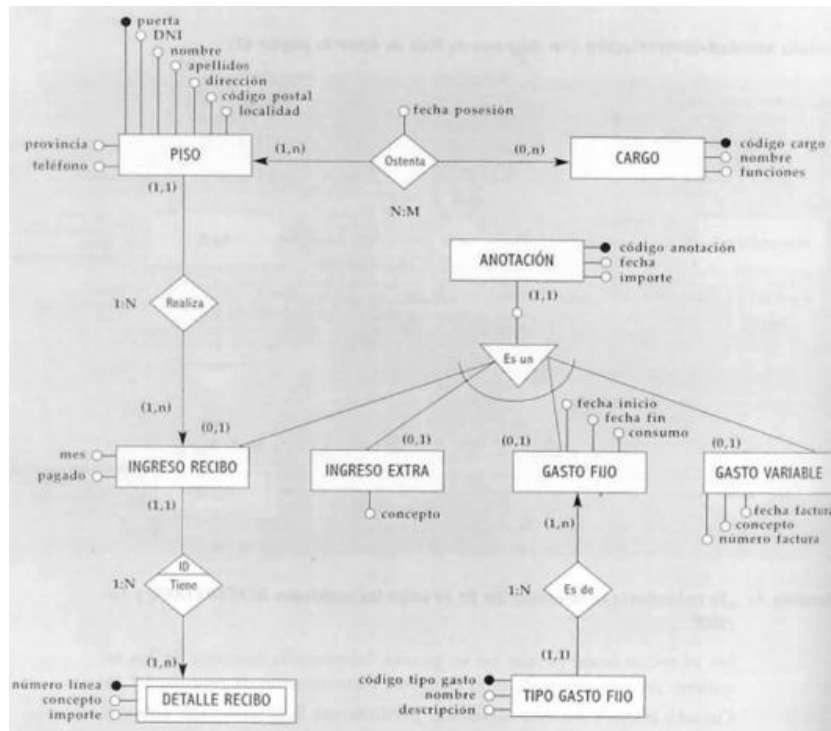 puerta
DNI
nombre
apellidos
dirección
código postal
localidad
provincia
teléfono
PISO
(1,n)
fecha posesión
Ostenta
N:M
(0,n)
CARGO
código cargo
nombre
funciones
(1,1)
ANOTACIÓN
código anotación
fecha
importe
(1,1)
1:N
Realiza
Es un
(1,n)
(0,1)
mes
pagado
INGRESO RECIBO
(0,1)
INGRESO EXTRA
concepto
fecha inicio
fecha fin
consumo
(0,1)
GASTO FIJO
(0,1)
GASTO VARIABLE
fecha factura
concepto
número factura
(1,1)
1:N
ID
Tiene
(1,n)
1:N
Es de
(1,n)
(1,1)
número línea
concepto
importe
DETALLE RECIBO
código tipo gasto
nombre
descripción
TIPO GASTO FIJO